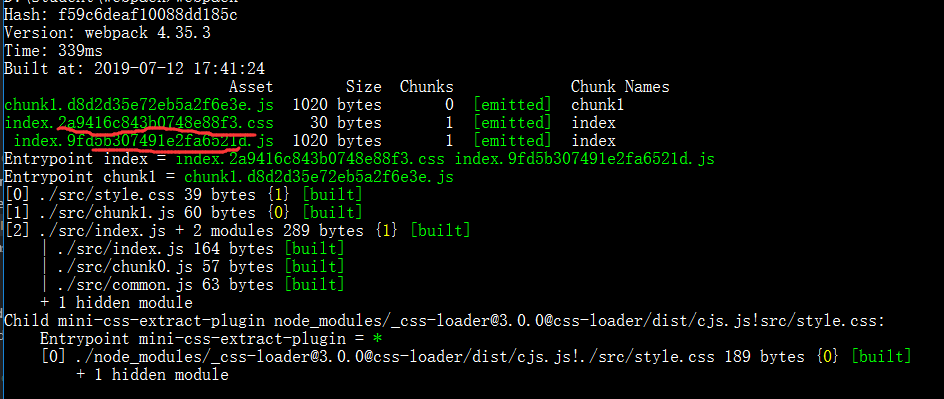 Hash: f59c6deaf10088dd185c
Version: webpack 4.35.3
Time: 339ms
Built at: 2019-07-12 17:41:24
Asset Size Chunks Chunk Names
chunk1.d8d2d35e72eb5a2f6e3e.js 1020 bytes 0 [emitted] chunk1
index.2a9416c843b0748e88f3.css 30 bytes 1 [emitted] index
index.9fd5b307491e2fa6521d.js 1020 bytes 1 [emitted] index
Entrypoint index = index.2a9416c843b0748e88f3.css index.9fd5b307491e2fa6521d.js
Entrypoint chunk1 = chunk1.d8d2d35e72eb5a2f6e3e.js
[0] ./src/style.css 39 bytes {1} [built]
[1] ./src/chunk1.js 60 bytes {0} [built]
[2] ./src/index.js + 2 modules 289 bytes {1} [built]
| ./src/index.js 164 bytes [built]
| ./src/chunk0.js 57 bytes [built]
| ./src/common.js 63 bytes [built]
+ 1 hidden module
Child mini-css-extract-plugin node_modules/_css-loader@3.0.0@css-loader/dist/cjs.js!src/style.css:
Entrypoint mini-css-extract-plugin = *
[0] ./node_modules/_css-loader@3.0.0@css-loader/dist/cjs.js!./src/style.css 189 bytes {0} [built]
+ 1 hidden module